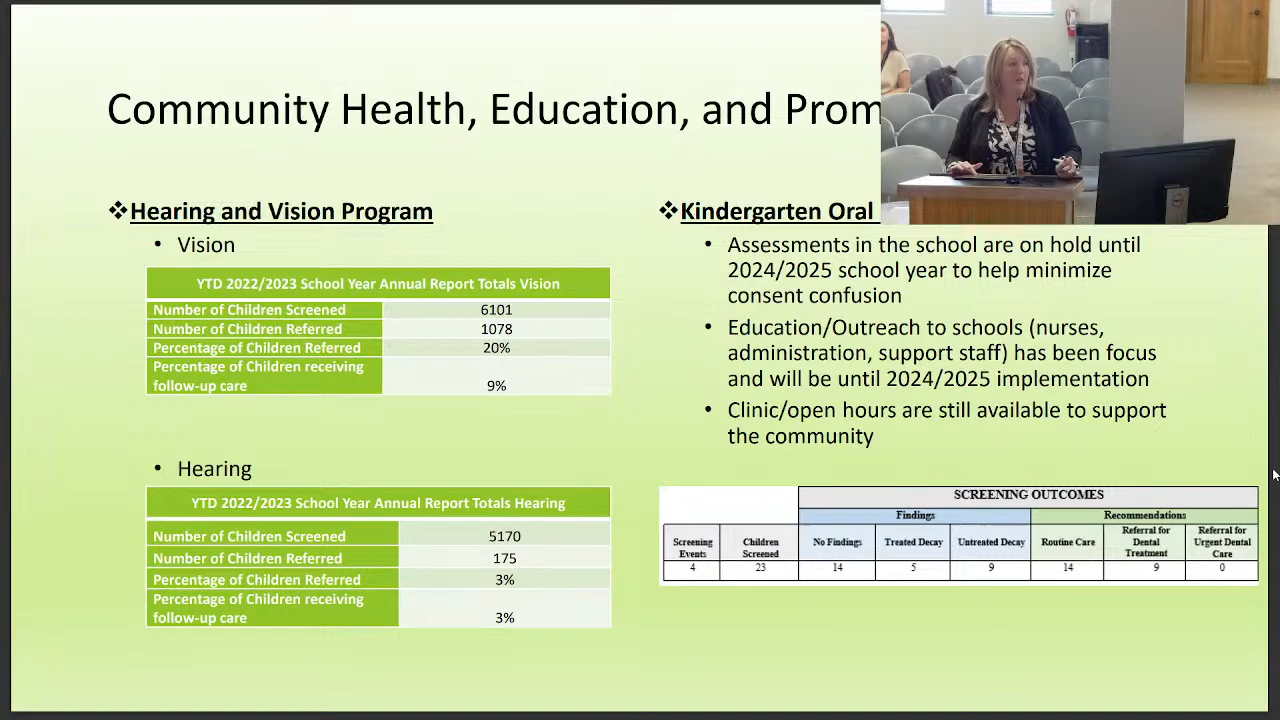 Community Health, Education, and Prom
❖Hearing and Vision Program
• Vision
YTD 2022/2023 School Year Annual Report Totals Vision
Number of Children Screened 6101
Number of Children Referred 1078
Percentage of Children Referred 20%
Percentage of Children receiving
follow-up care 9%
• Hearing
YTD 2022/2023 School Year Annual Report Totals Hearing
Number of Children Screened 5170
Number of Children Referred 175
Percentage of Children Referred 3%
Percentage of Children receiving
follow-up care 3%
❖Kindergarten Oral
• Assessments in the school are on hold until
2024/2025 school year to help minimize
consent confusion
• Education/Outreach to schools (nurses,
administration, support staff) has been focus
and will be until 2024/2025 implementation
• Clinic/open hours are still available to support
the community
SCREENING OUTCOMES
Findings Recommendations
Screening Events Children Screened No Findings Treated Decay Untreated Decay Routine Care Referral for Dental Treatment Referral for Urgent Dental Care
4 23 14 5 9 14 9 0